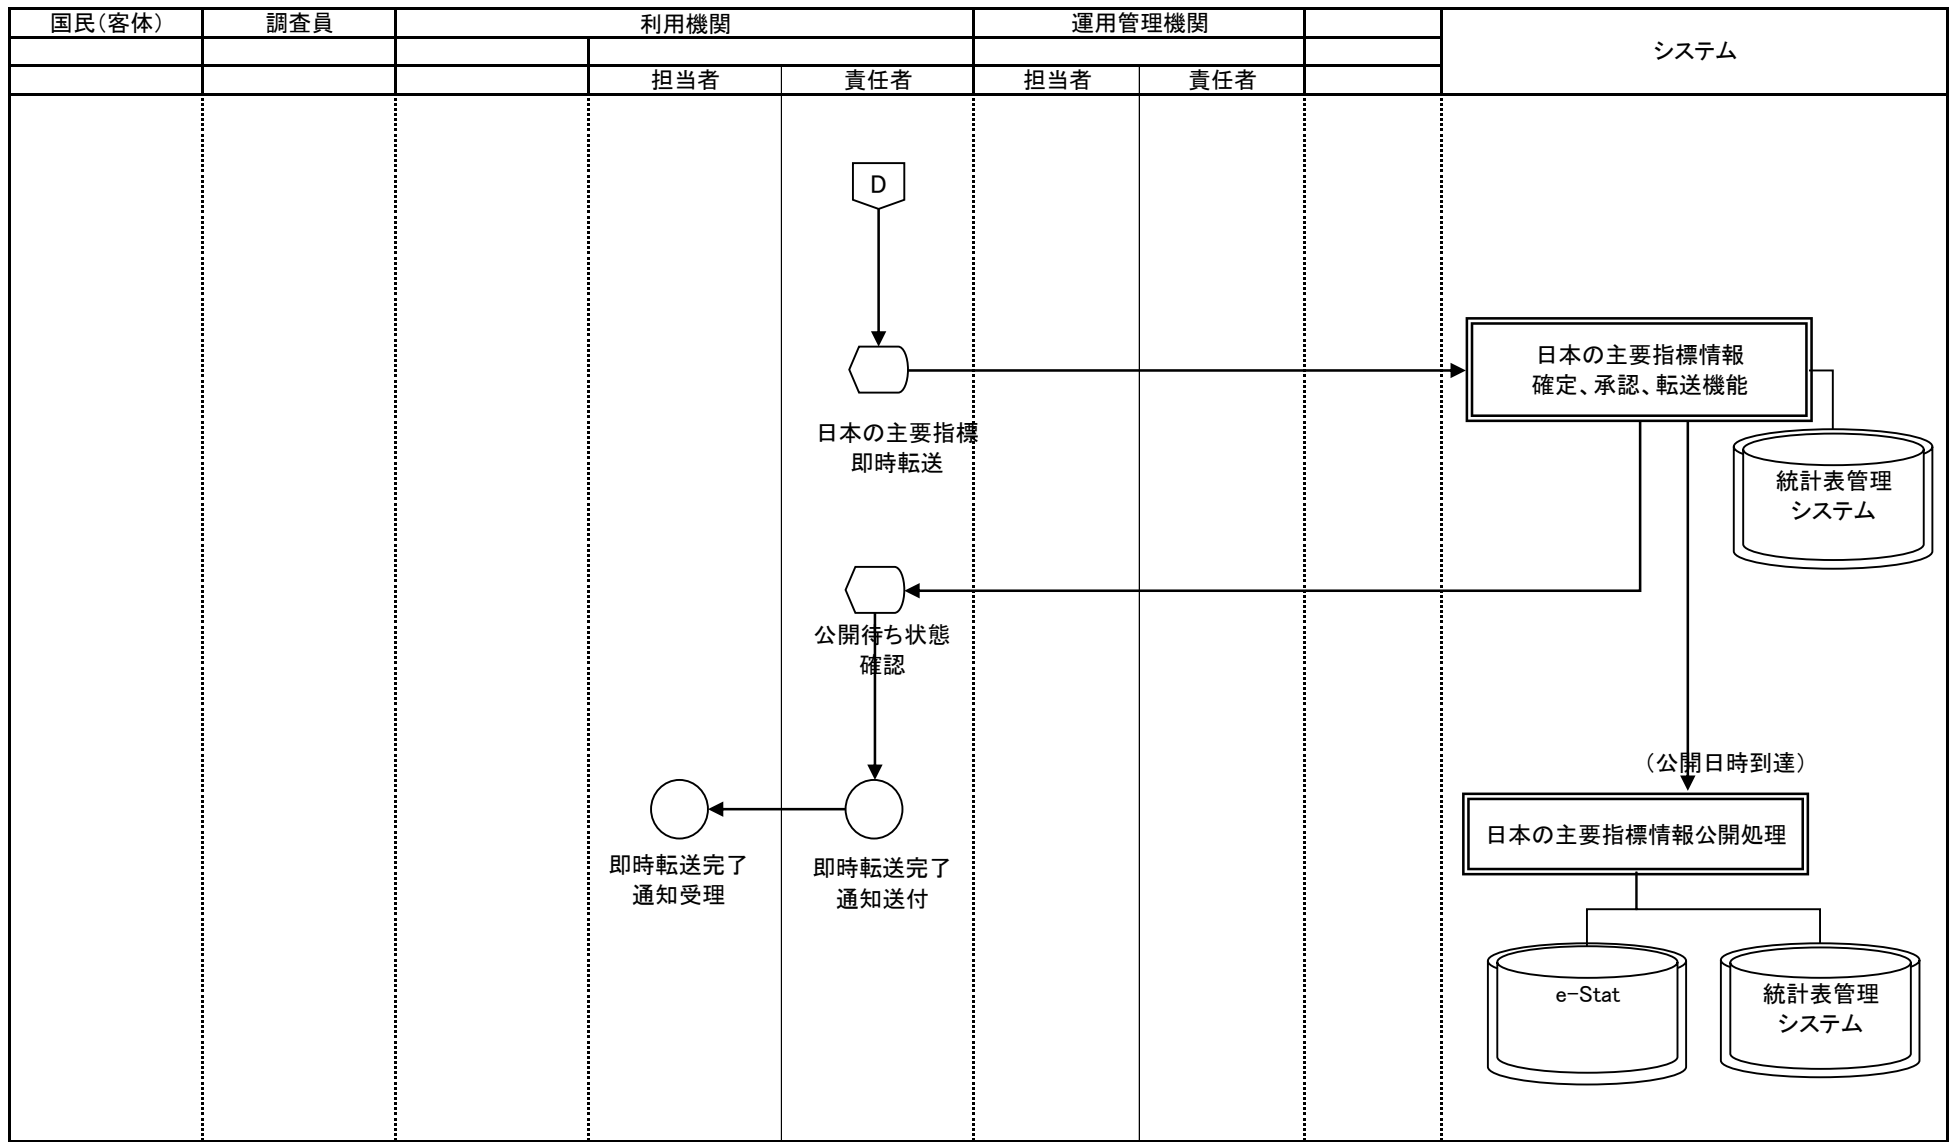 国民（客体）
調査員
利用機関
運用管理機関
システム
担当者
責任者
担当者
責任者
D
日本の主要指標情報
確定、承認、転送機能
日本の主要指標
即時転送
統計表管理
システム
公開待ち状態
確認
（公開日時到達）
日本の主要指標情報公開処理
即時転送完了
通知受理
即時転送完了
通知送付
e-Stat
統計表管理
システム